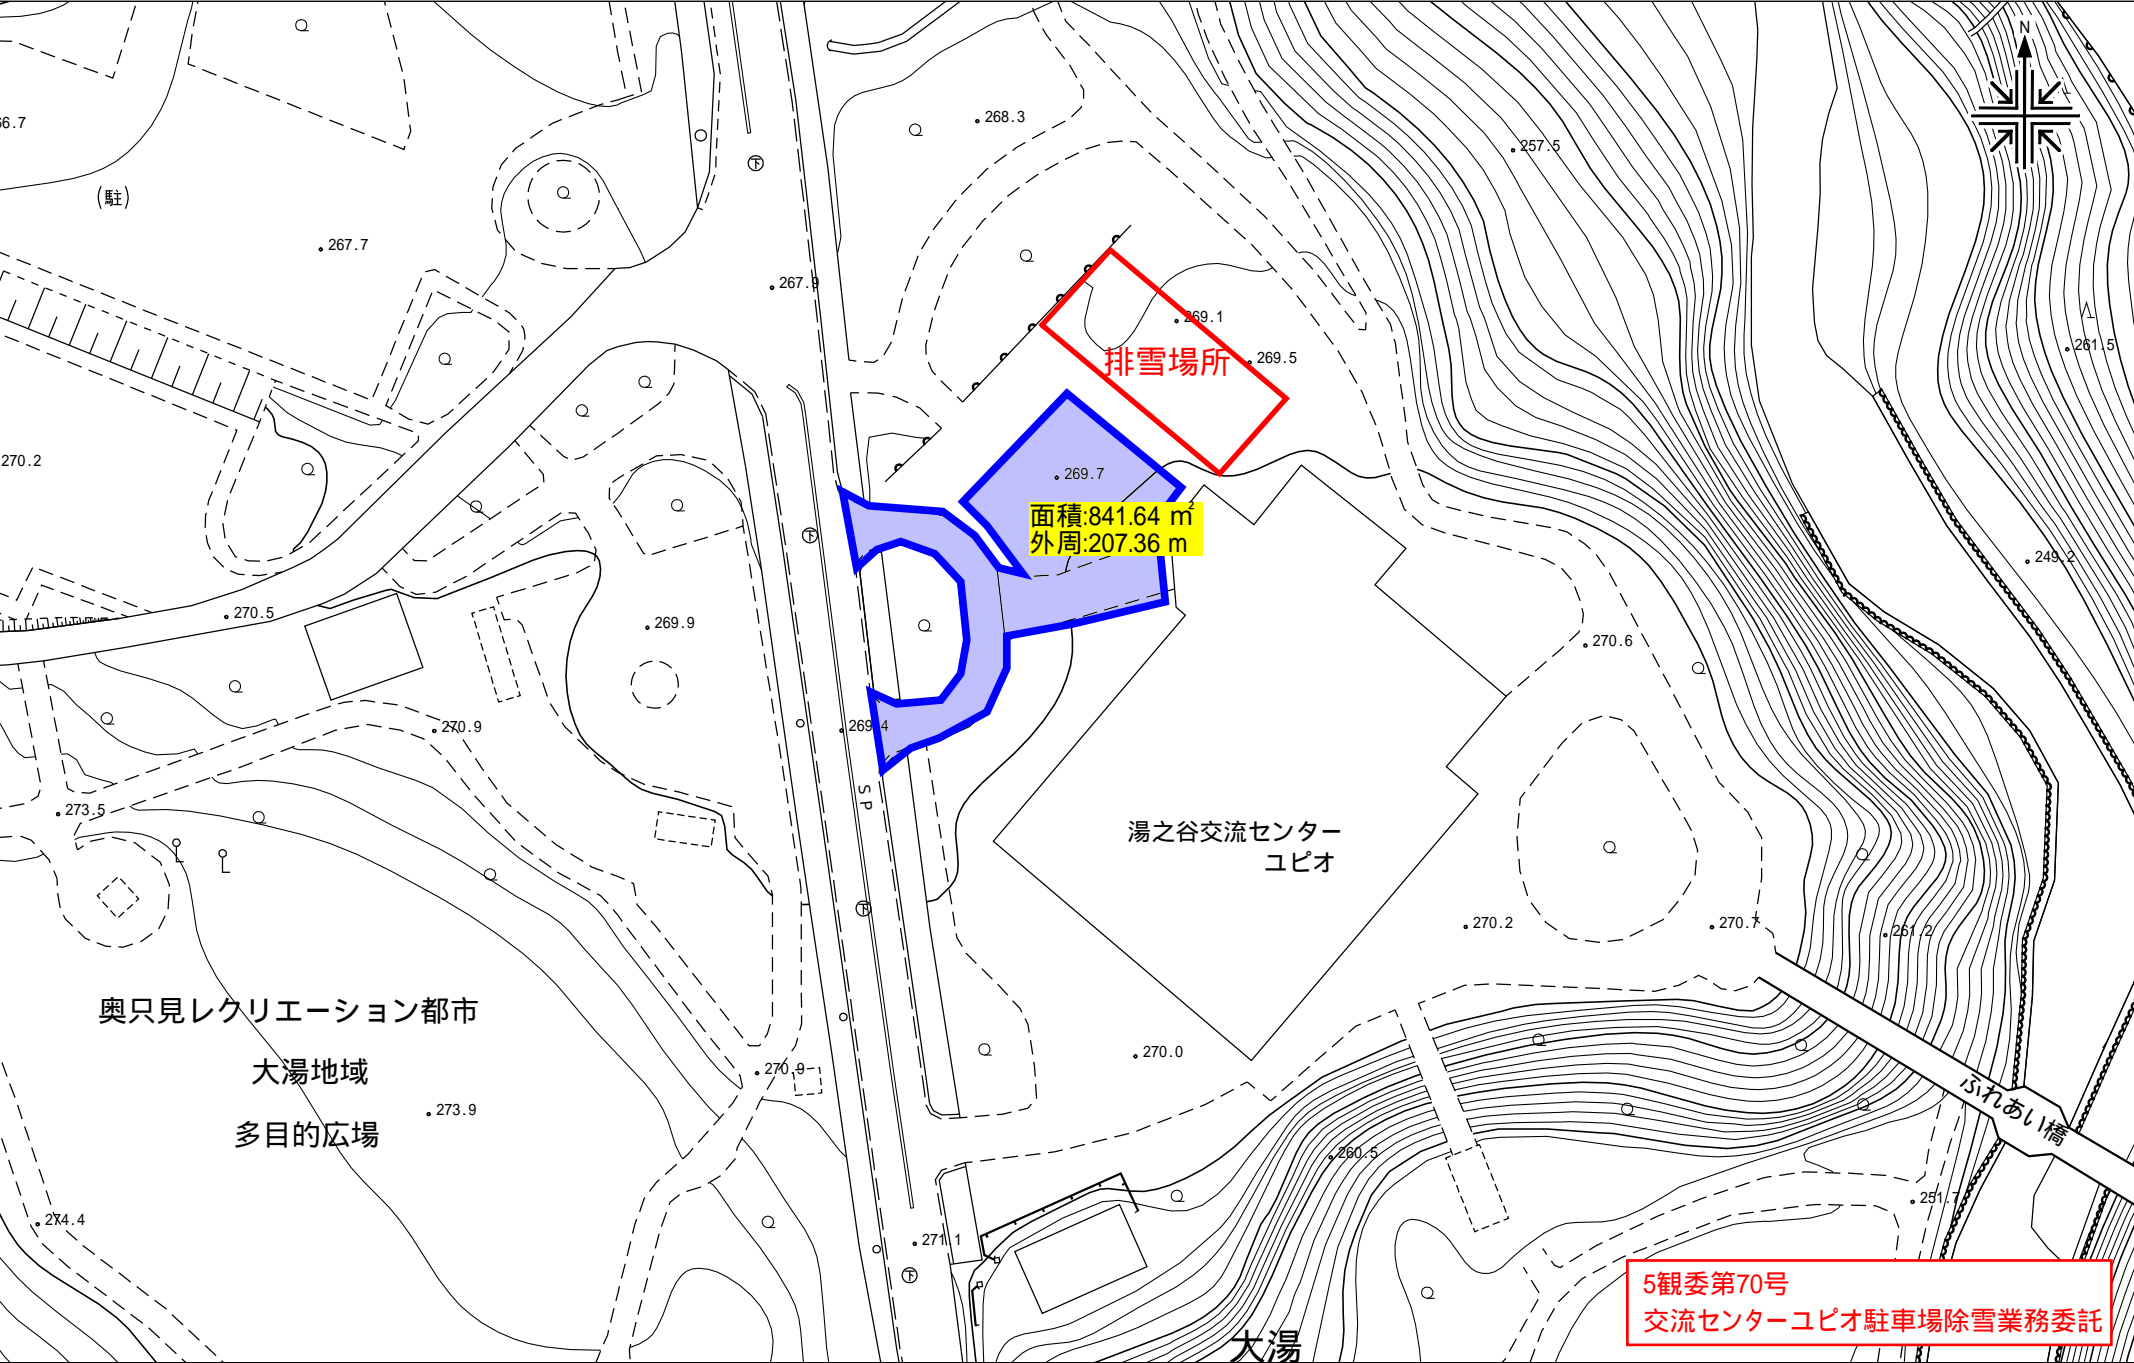 N
268.3
257.5
66.7
(駐)
267.7
267.9
269.1
261.5
269.5
排雪場所
270.2
269.7
面積:841.64 ㎡
外周:207.36 m
249.2
270.5
269.9
270.6
270.9
269.4
SP
273.5
湯之谷交流センター
ユピオ
270.2
270.7
261.2
奥只見レクリエーション都市
大湯地域
多目的広場
270.0
270.9
273.9
ふれあい橋
260.5
251.7
274.4
271.1
下
下
下
下
大湯
5観委第70号
交流センターユピオ駐車場除雪業務委託